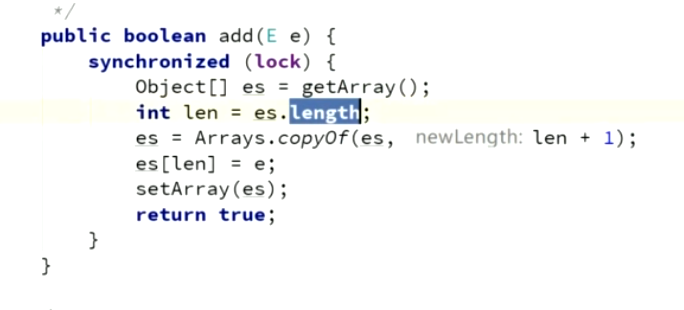 */
public boolean add(E e) {
    synchronized (lock) {
        Object[] es = getArray();
        int len = es.length;
        es = Arrays.copyOf(es, newLength: len + 1);
        es[len] = e;
        setArray(es);
        return true;
    }
}